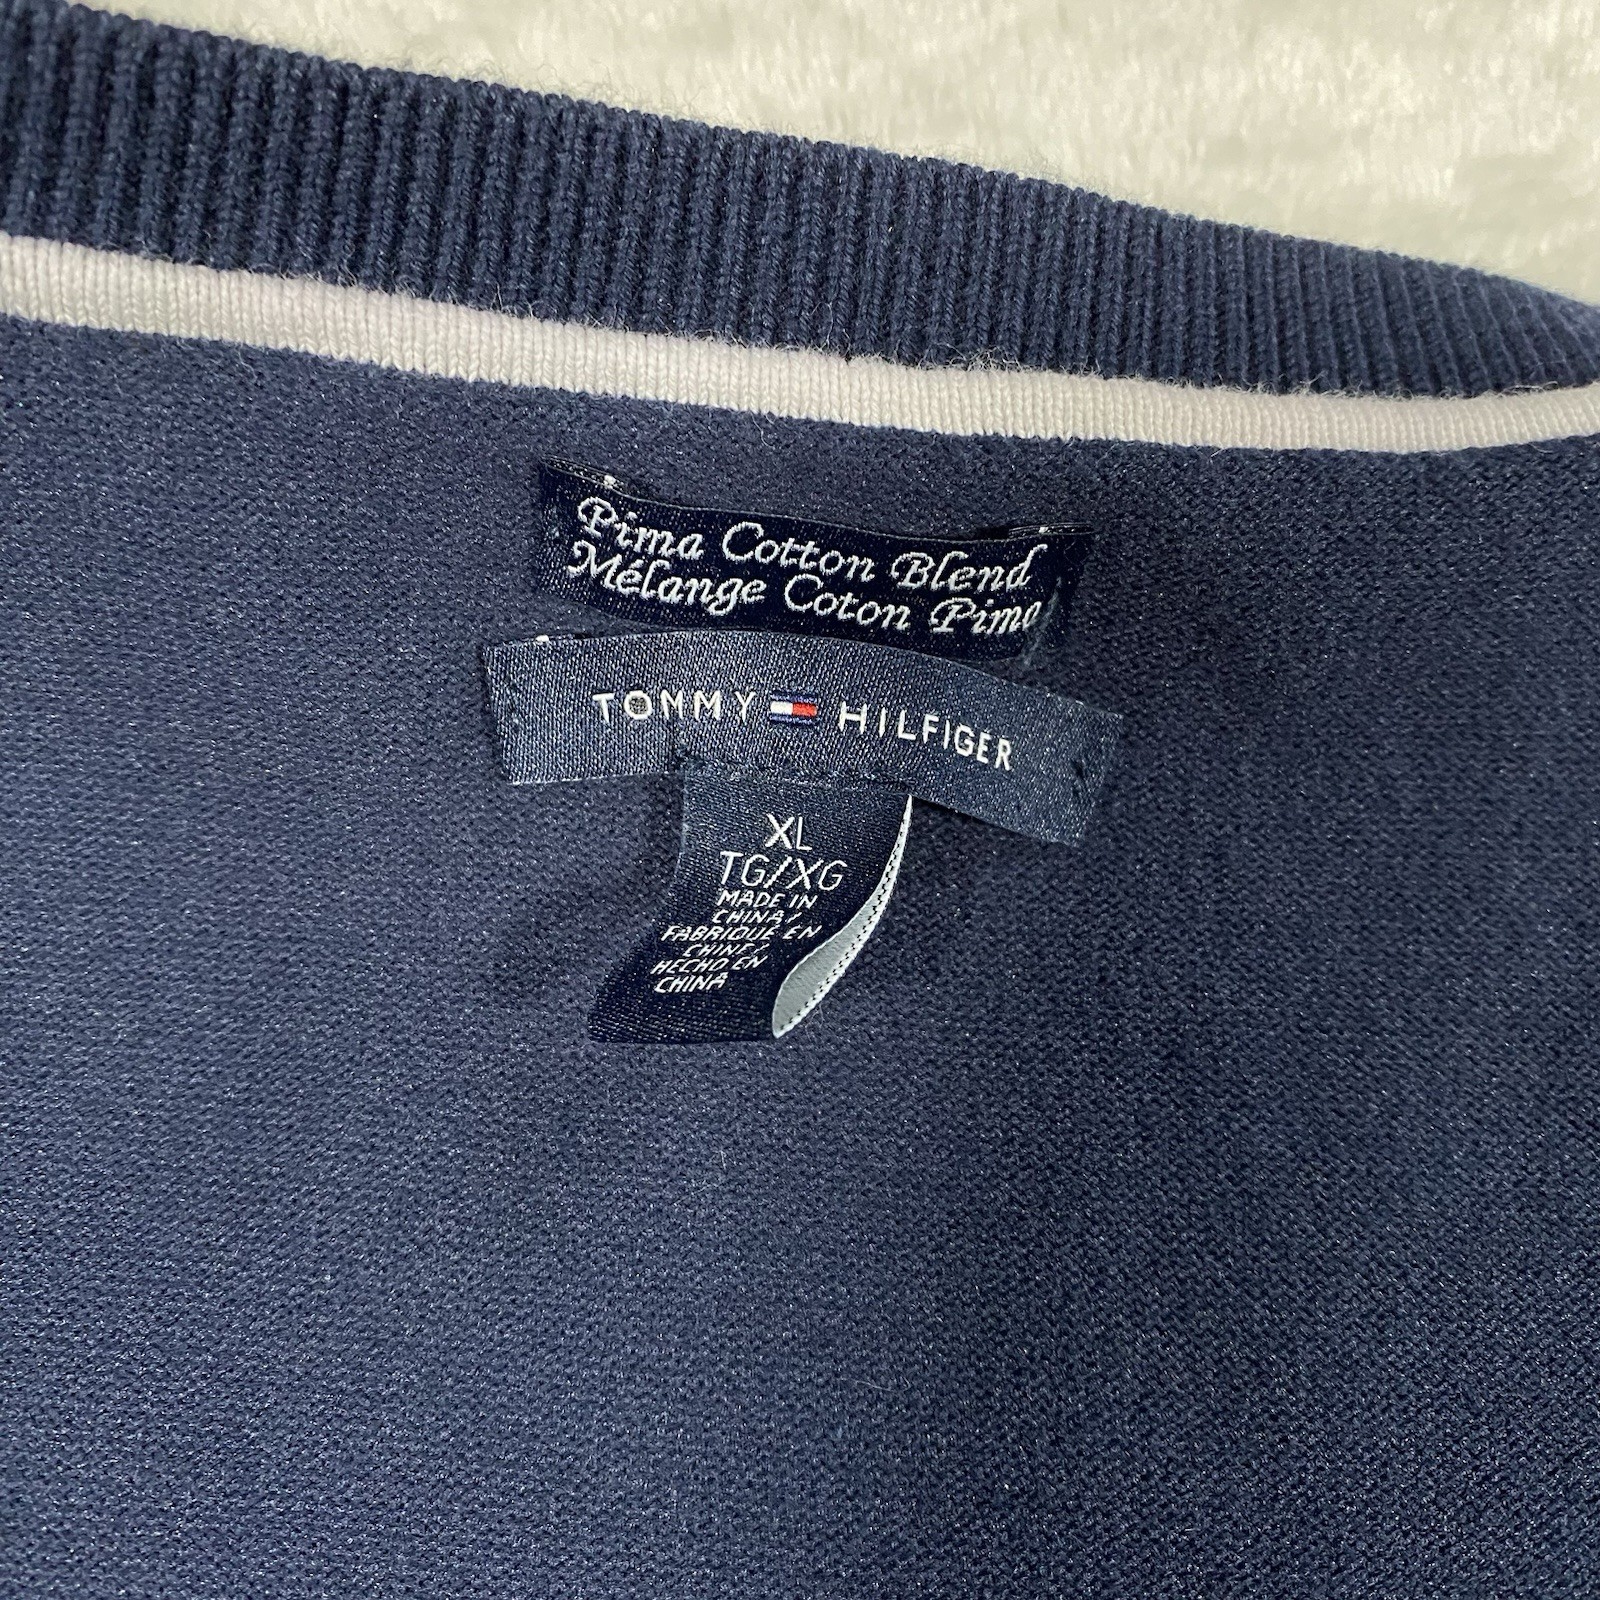 Pima Cotton Blend
Mélange Coton Pima
TOMMY HILFIGER
XL
TG/XG
MADE IN
CHINA/
FABRIQUÉ EN
CHINE/
HECHO EN
CHINA